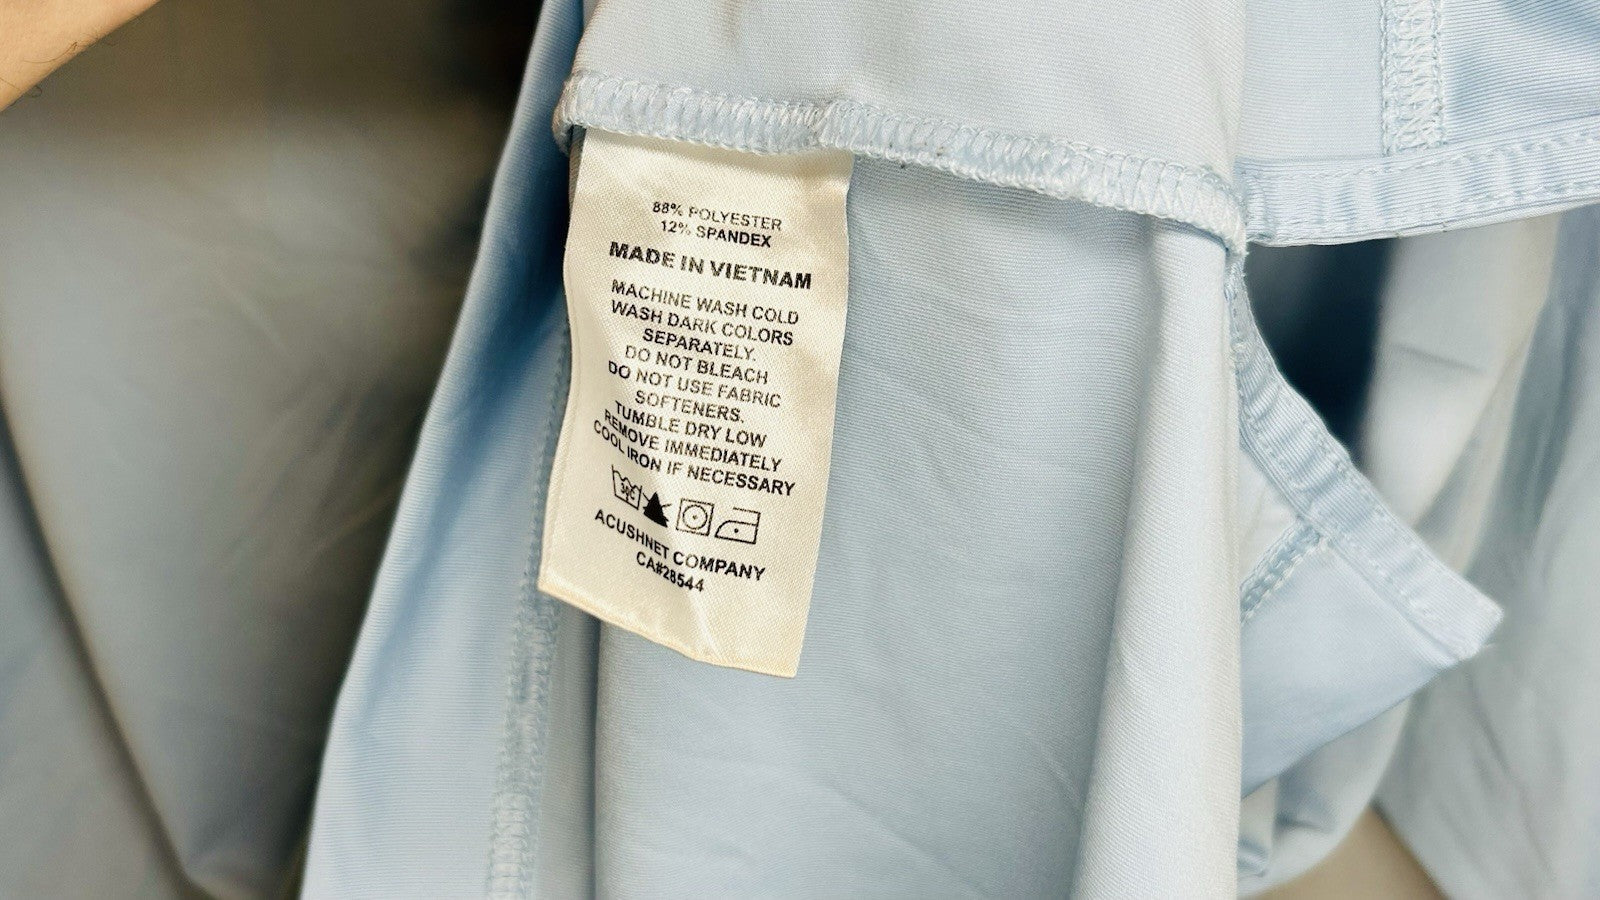 88% POLYESTER
12% SPANDEX
MADE IN VIETNAM
MACHINE WASH COLD
WASH DARK COLORS
SEPARATELY.
DO NOT BLEACH
DO NOT USE FABRIC
SOFTENERS.
TUMBLE DRY LOW
REMOVE IMMEDIATELY
COOL IRON IF NECESSARY
30C
ACUSHNET COMPANY
CA#28544